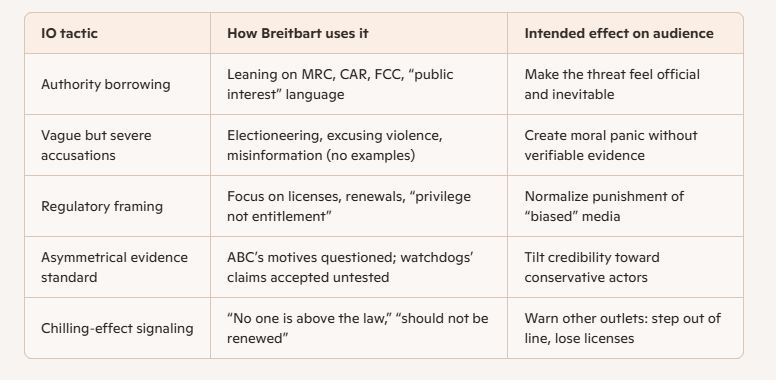 IO tactic
How Breitbart uses it
Intended effect on audience
Authority borrowing
Leaning on MRC, CAR, FCC, “public
interest” language
Make the threat feel official
and inevitable
Vague but severe
accusations
Electioneering, excusing violence,
misinformation (no examples)
Create moral panic without
verifiable evidence
Regulatory framing
Focus on licenses, renewals, “privilege
not entitlement”
Normalize punishment of
“biased” media
Asymmetrical evidence
standard
ABC’s motives questioned; watchdogs’
claims accepted untested
Tilt credibility toward
conservative actors
Chilling-effect signaling
“No one is above the law,” “should not be
renewed”
Warn other outlets: step out of
line, lose licenses